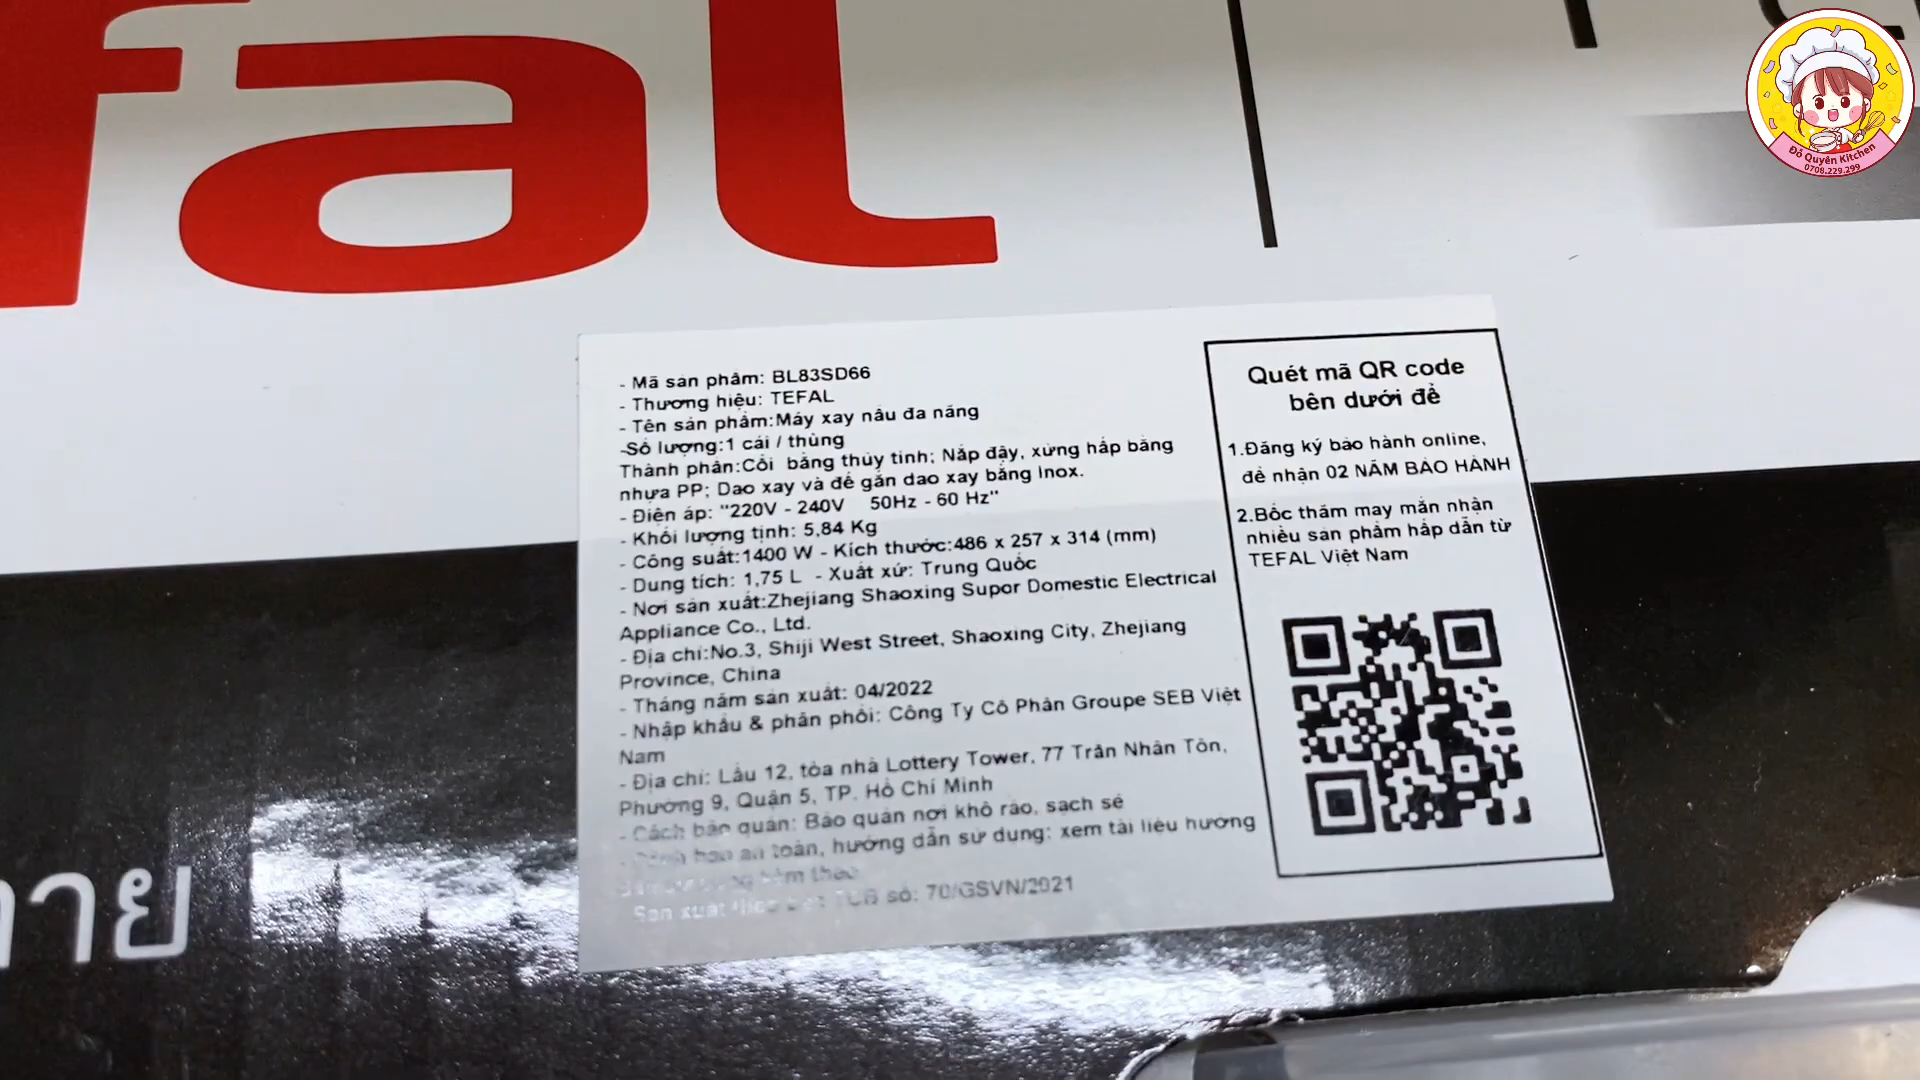 fal
- Mã sản phẩm: BL83SD66
- Thương hiệu: TEFAL
- Tên sản phẩm:Máy xay nấu đa năng
-Số lượng:1 cái / thùng
Thành phần:Cối bằng thủy tinh; Nắp đậy, xửng hấp bằng
nhựa PP; Dao xay và đế gắn dao xay bằng Inox.
- Điện áp: "220V - 240V 50Hz - 60 Hz"
- Khối lượng tịnh: 5,84 Kg
- Công suất:1400 W - Kích thước:486 x 257 x 314 (mm)
- Dung tích: 1,75 L - Xuất xứ: Trung Quốc
- Nơi sản xuất:Zhejiang Shaoxing Supor Domestic Electrical
Appliance Co., Ltd.
- Địa chỉ:No.3, Shiji West Street, Shaoxing City, Zhejiang
Province, China
- Tháng năm sản xuất: 04/2022
- Nhập khẩu & phân phối: Công Ty Cổ Phần Groupe SEB Việt
Nam
- Địa chỉ: Lầu 12, tòa nhà Lottery Tower, 77 Trần Nhân Tôn,
Phường 9, Quận 5, TP. Hồ Chí Minh
- Cách bảo quản: Bảo quản nơi khô ráo, sạch sẽ
an toàn, hướng dẫn sử dụng: xem tài liệu hướng
kèm theo
Sản xuất theo TCB số: 70/GSVN/2021
Quét mã QR code
bên dưới để
1.Đăng ký bảo hành online,
để nhận 02 NĂM BẢO HÀNH
2.Bốc thăm may mắn nhận
nhiều sản phẩm hấp dẫn từ
TEFAL Việt Nam
าย
Đỗ Quyên Kitchen
0708.229.299